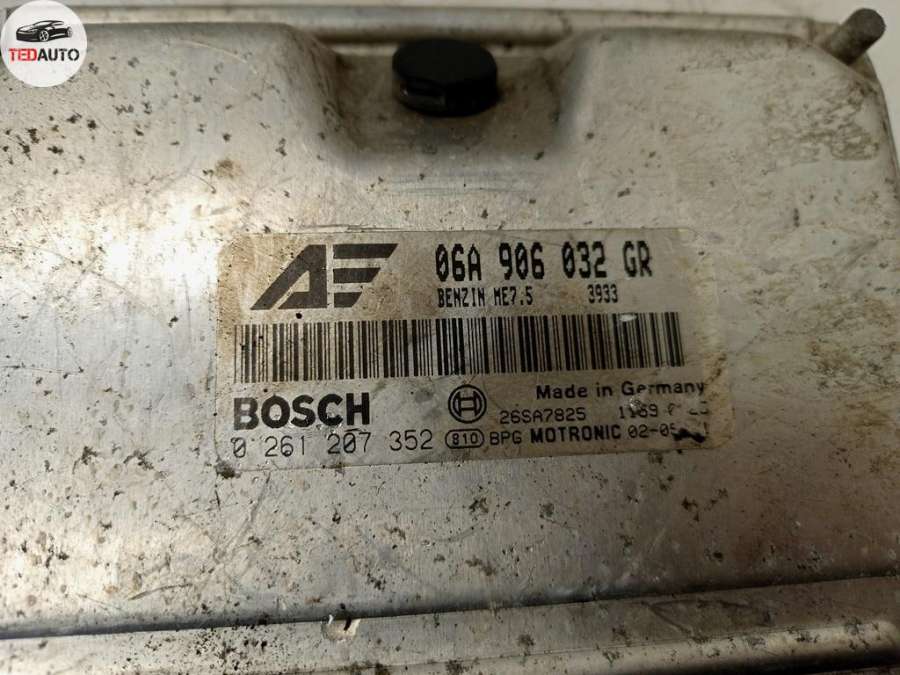 TEDAUTO
06A 906 032 GR
BENZIN ME7.5 3933
BOSCH
Made in Germany
26SA7825
0 261 207 352
810 BPG MOTRONIC